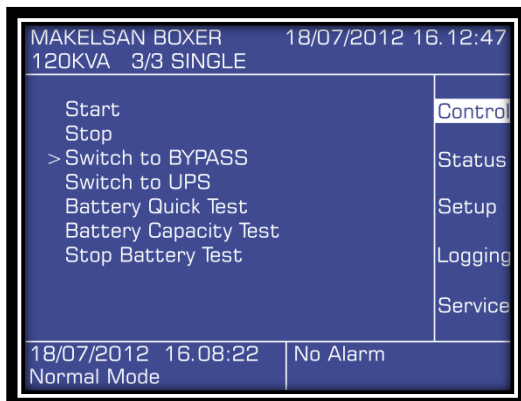 MAKELSAN BOXER 18/07/2012 16.12:47
120KVA 3/3 SINGLE
Start
Stop
>Switch to BYPASS
Switch to UPS
Battery Quick Test
Battery Capacity Test
Stop Battery Test
Control
Status
Setup
Logging
Service
18/07/2012 16.08:22
Normal Mode
No Alarm